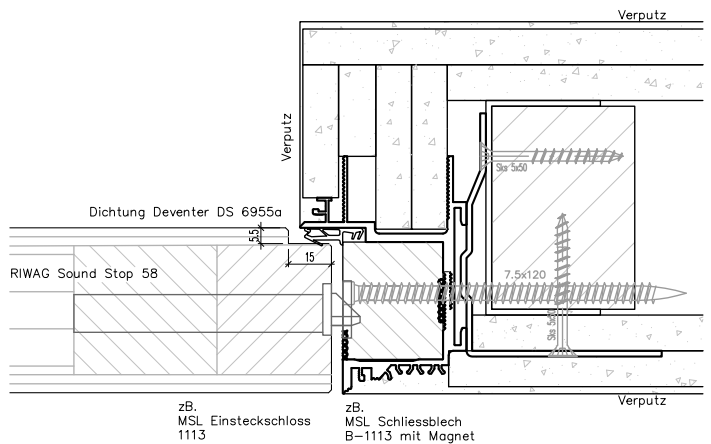 Verputz
Verputz
Sks 5x50
Dichtung Deventer DS 6955a
5.5
15
RIWAG Sound Stop 58
7.5x120
Sks 5x50
Verputz
zB.
MSL Einsteckschloss
1113
zB.
MSL Schliessblech
B-1113 mit Magnet